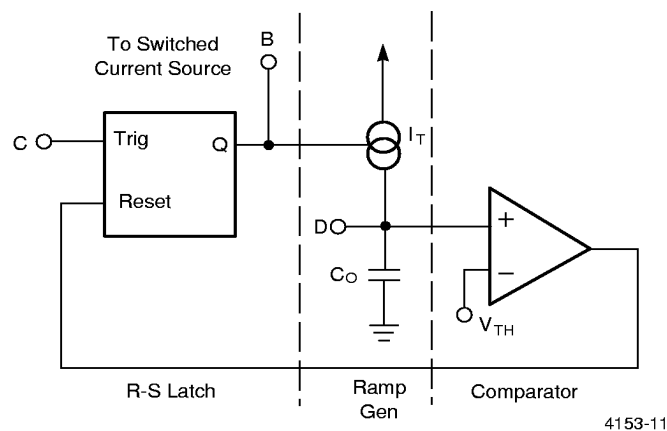 To Switched
Current Source
B
C
Trig
Q
Reset
I_T
D
C_O
+
−
V_TH
R-S Latch
Ramp
Gen
Comparator
4153-11